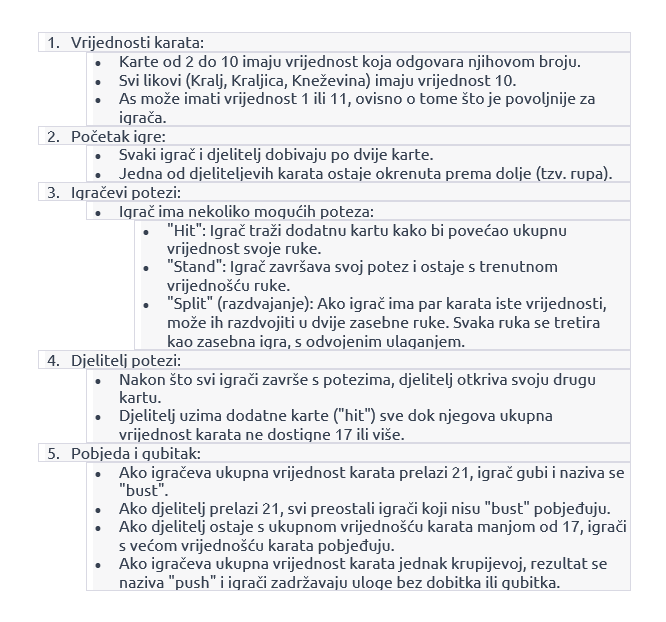 1. Vrijednosti karata:
• Karte od 2 do 10 imaju vrijednost koja odgovara njihovom broju.
• Svi likovi (Kralj, Kraljica, Kneževina) imaju vrijednost 10.
• As može imati vrijednost 1 ili 11, ovisno o tome što je povoljnije za
igrača.
2. Početak igre:
• Svaki igrač i djelitelj dobivaju po dvije karte.
• Jedna od djeliteljevih karata ostaje okrenuta prema dolje (tzv. rupa).
3. Igračevi potezi:
• Igrač ima nekoliko mogućih poteza:
• "Hit": Igrač traži dodatnu kartu kako bi povećao ukupnu
vrijednost svoje ruke.
• "Stand": Igrač završava svoj potez i ostaje s trenutnom
vrijednošću ruke.
• "Split" (razdvajanje): Ako igrač ima par karata iste vrijednosti,
može ih razdvojiti u dvije zasebne ruke. Svaka ruka se tretira
kao zasebna igra, s odvojenim ulaganjem.
4. Djelitelj potezi:
• Nakon što svi igrači završe s potezima, djelitelj otkriva svoju drugu
kartu.
• Djelitelj uzima dodatne karte ("hit") sve dok njegova ukupna
vrijednost karata ne dostigne 17 ili više.
5. Pobjeda i gubitak:
• Ako igračeva ukupna vrijednost karata prelazi 21, igrač gubi i naziva se
"bust".
• Ako djelitelj prelazi 21, svi preostali igrači koji nisu "bust" pobjeđuju.
• Ako djelitelj ostaje s ukupnom vrijednošću karata manjom od 17, igrači
s većom vrijednošću karata pobjeđuju.
• Ako igračeva ukupna vrijednost karata jednak krupijevoj, rezultat se
naziva "push" i igrači zadržavaju uloge bez dobitka ili gubitka.